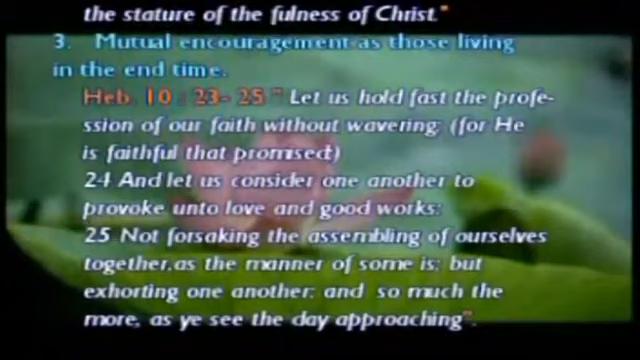 the stature of the fulness of Christ."
3. Mutual encouragement as those living
in the end time.
Heb. 10 : 23- 25 " Let us hold fast the profe-
ssion of our faith without wavering; (for He
is faithful that promised;)
24 And let us consider one another to
provoke unto love and good works:
25 Not forsaking the assembling of ourselves
together, as the manner of some is; but
exhorting one another: and so much the
more, as ye see the day approaching".